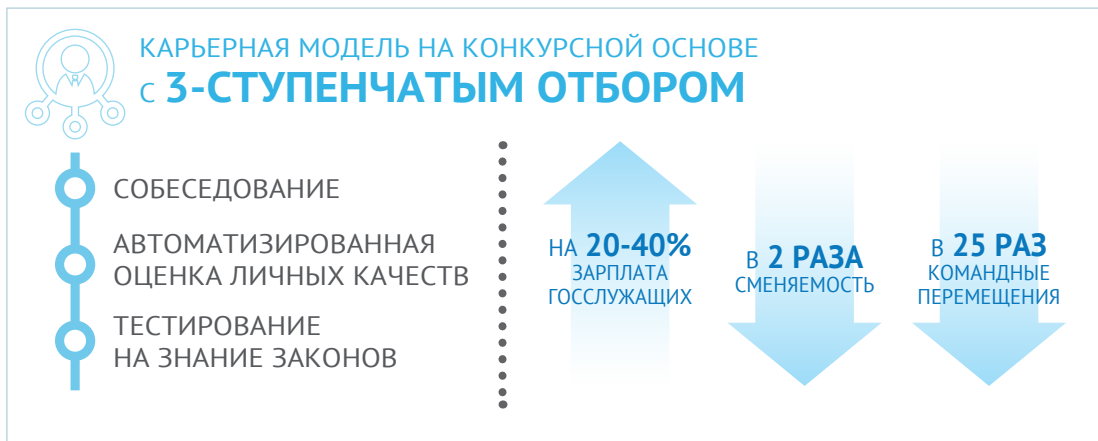 КАРЬЕРНАЯ МОДЕЛЬ НА КОНКУРСНОЙ ОСНОВЕ
С 3-СТУПЕНЧАТЫМ ОТБОРОМ
СОБЕСЕДОВАНИЕ
АВТОМАТИЗИРОВАННАЯ
ОЦЕНКА ЛИЧНЫХ КАЧЕСТВ
ТЕСТИРОВАНИЕ
НА ЗНАНИЕ ЗАКОНОВ
НА 20-40%
ЗАРПЛАТА
ГОССЛУЖАЩИХ
В 2 РАЗА
СМЕНЯЕМОСТЬ
В 25 РАЗ
КОМАНДНЫЕ
ПЕРЕМЕЩЕНИЯ